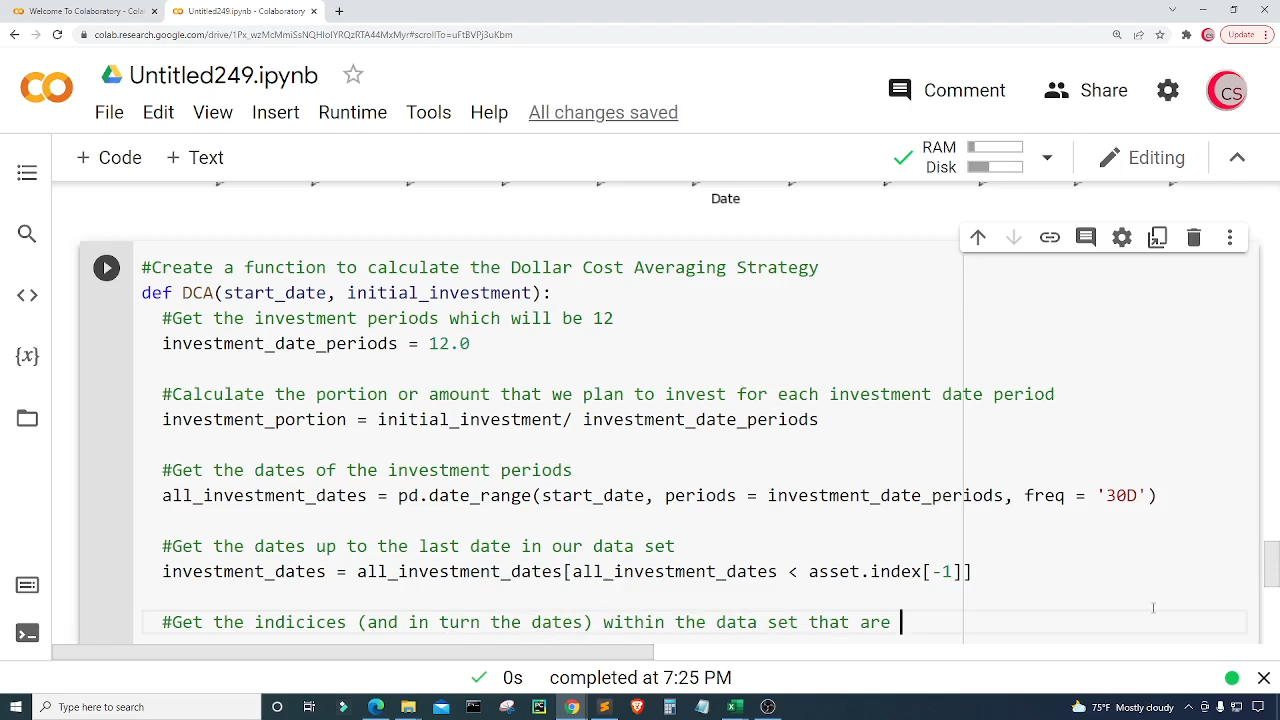 Welcome To Colaboratory - Colal
Untitled249.ipynb - Colaboratory
colab.research.google.com/drive/1Px_wzMcMmiSsNQHIolYRQzRTA44MxMyr#scrollTo=uFtBVPj3uKbm
Update
CO
Untitled249.ipynb
Comment
Share
CS
File Edit View Insert Runtime Tools Help All changes saved
+ Code + Text
RAM
Disk
Editing
Date
#Create a function to calculate the Dollar Cost Averaging Strategy
def DCA(start_date, initial_investment):
#Get the investment periods which will be 12
investment_date_periods = 12.0
#Calculate the portion or amount that we plan to invest for each investment date period
investment_portion = initial_investment/ investment_date_periods
#Get the dates of the investment periods
all_investment_dates = pd.date_range(start_date, periods = investment_date_periods, freq = '30D')
#Get the dates up to the last date in our data set
investment_dates = all_investment_dates[all_investment_dates < asset.index[-1]]
#Get the indicices (and in turn the dates) within the data set that are
0s completed at 7:25 PM
Type here to search
73°F Mostly cloudy